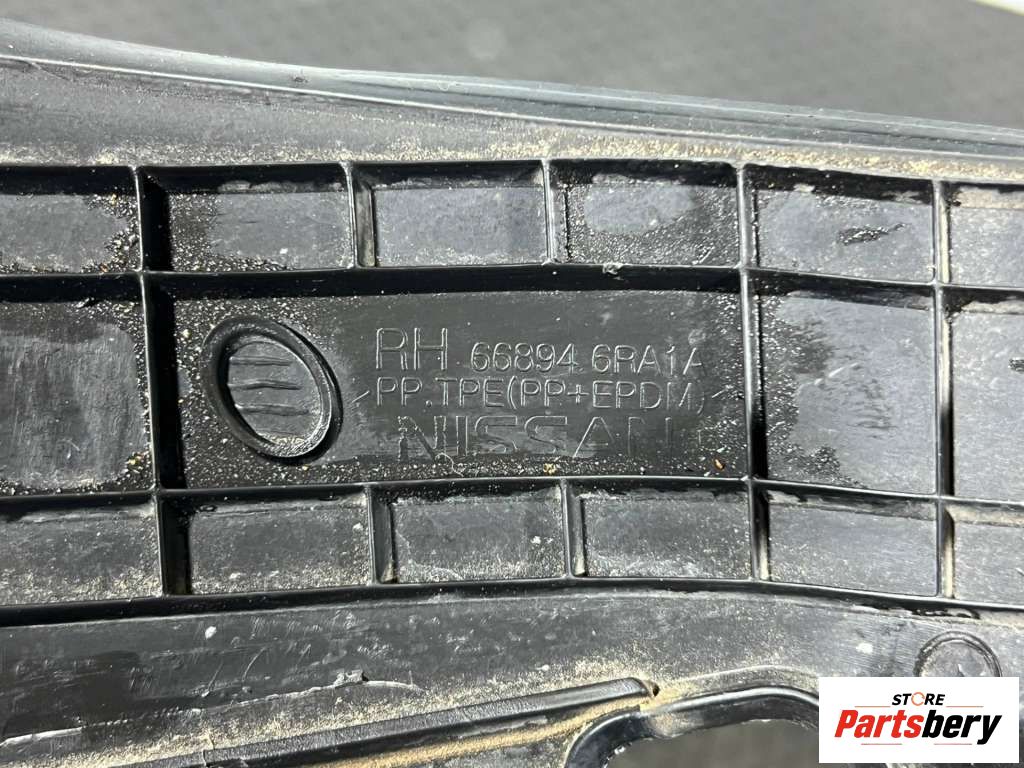 RH 66894 6RA1A
>PP,TPE(PP+EPDM)<
NISSAN
STORE
Partsbery